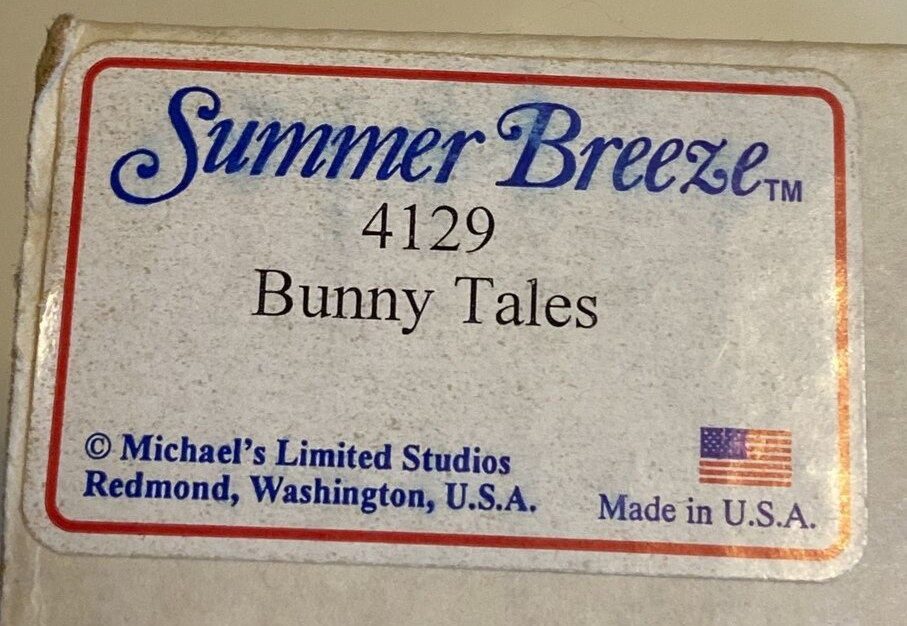 Summer Breeze™
4129
Bunny Tales
© Michael's Limited Studios
Redmond, Washington, U.S.A.
Made in U.S.A.